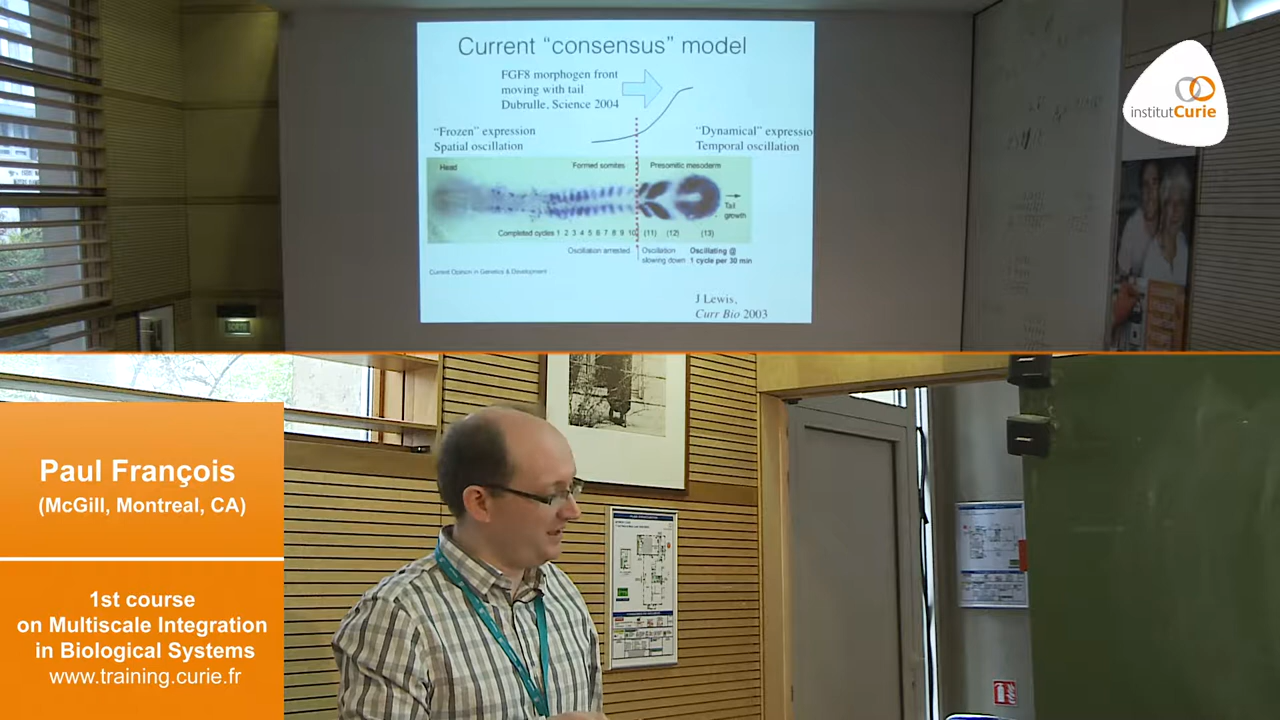 Current “consensus” model
FGF8 morphogen front
moving with tail
Dubrulle, Science 2004
“Frozen” expression
Spatial oscillation
“Dynamical” expressio
Temporal oscillation
Head
Formed somites
Presomitic mesoderm
Tail
growth
Completed cycles 1 2 3 4 5 6 7 8 9 10 (11) (12) (13)
Oscillation arrested
Oscillation
slowing down
Oscillating @
1 cycle per 30 min
Current Opinion in Genetics & Development
J Lewis,
Curr Bio 2003
institutCurie
SORTIE
Paul François
(McGill, Montreal, CA)
1st course
on Multiscale Integration
in Biological Systems
www.training.curie.fr